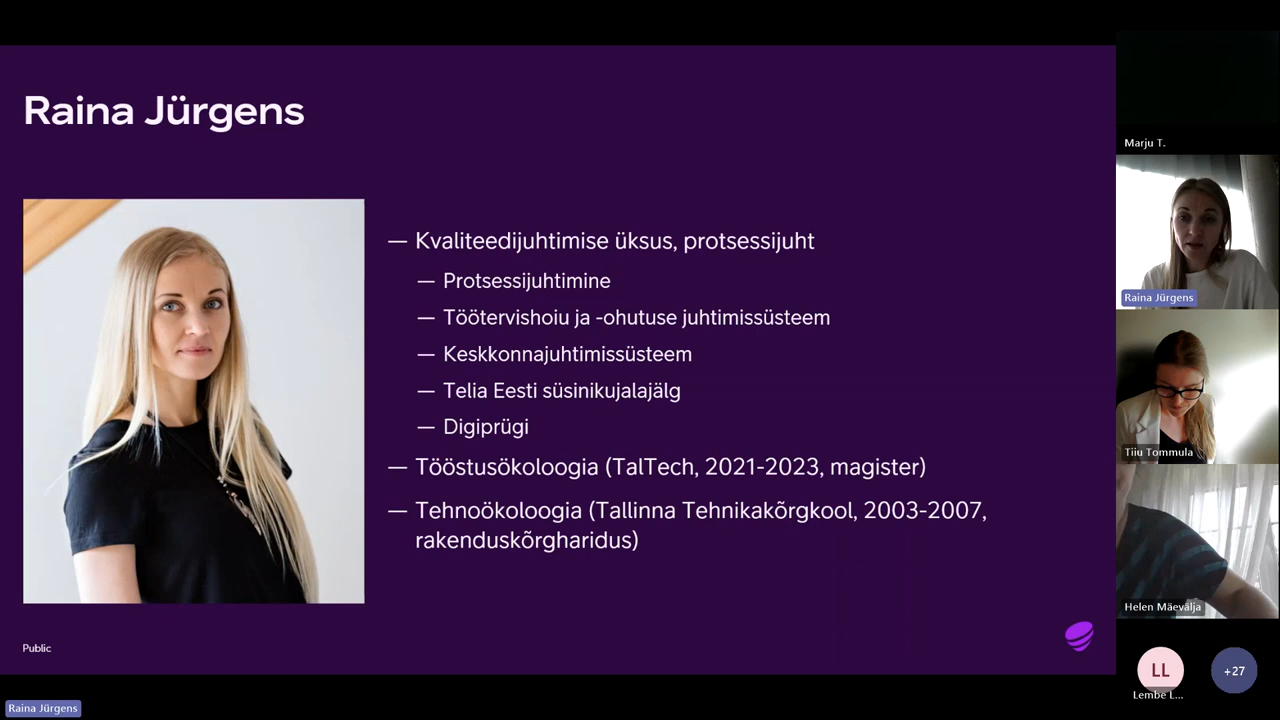 Raina Jürgens
— Kvaliteedijuhtimise üksus, protsessijuht
— Protsessijuhtimine
— Töötervishoiu ja -ohutuse juhtimissüsteem
— Keskkonnajuhtimissüsteem
— Telia Eesti süsinikujalajälg
— Digiprügi
— Tööstusökoloogia (TalTech, 2021-2023, magister)
— Tehnoökoloogia (Tallinna Tehnikakõrgkool, 2003-2007,
rakenduskõrgharidus)
Public
Raina Jürgens
Marju T.
Raina Jürgens
Tiiu Tommula
Helen Mäevälja
LL
Lembe L...
+27